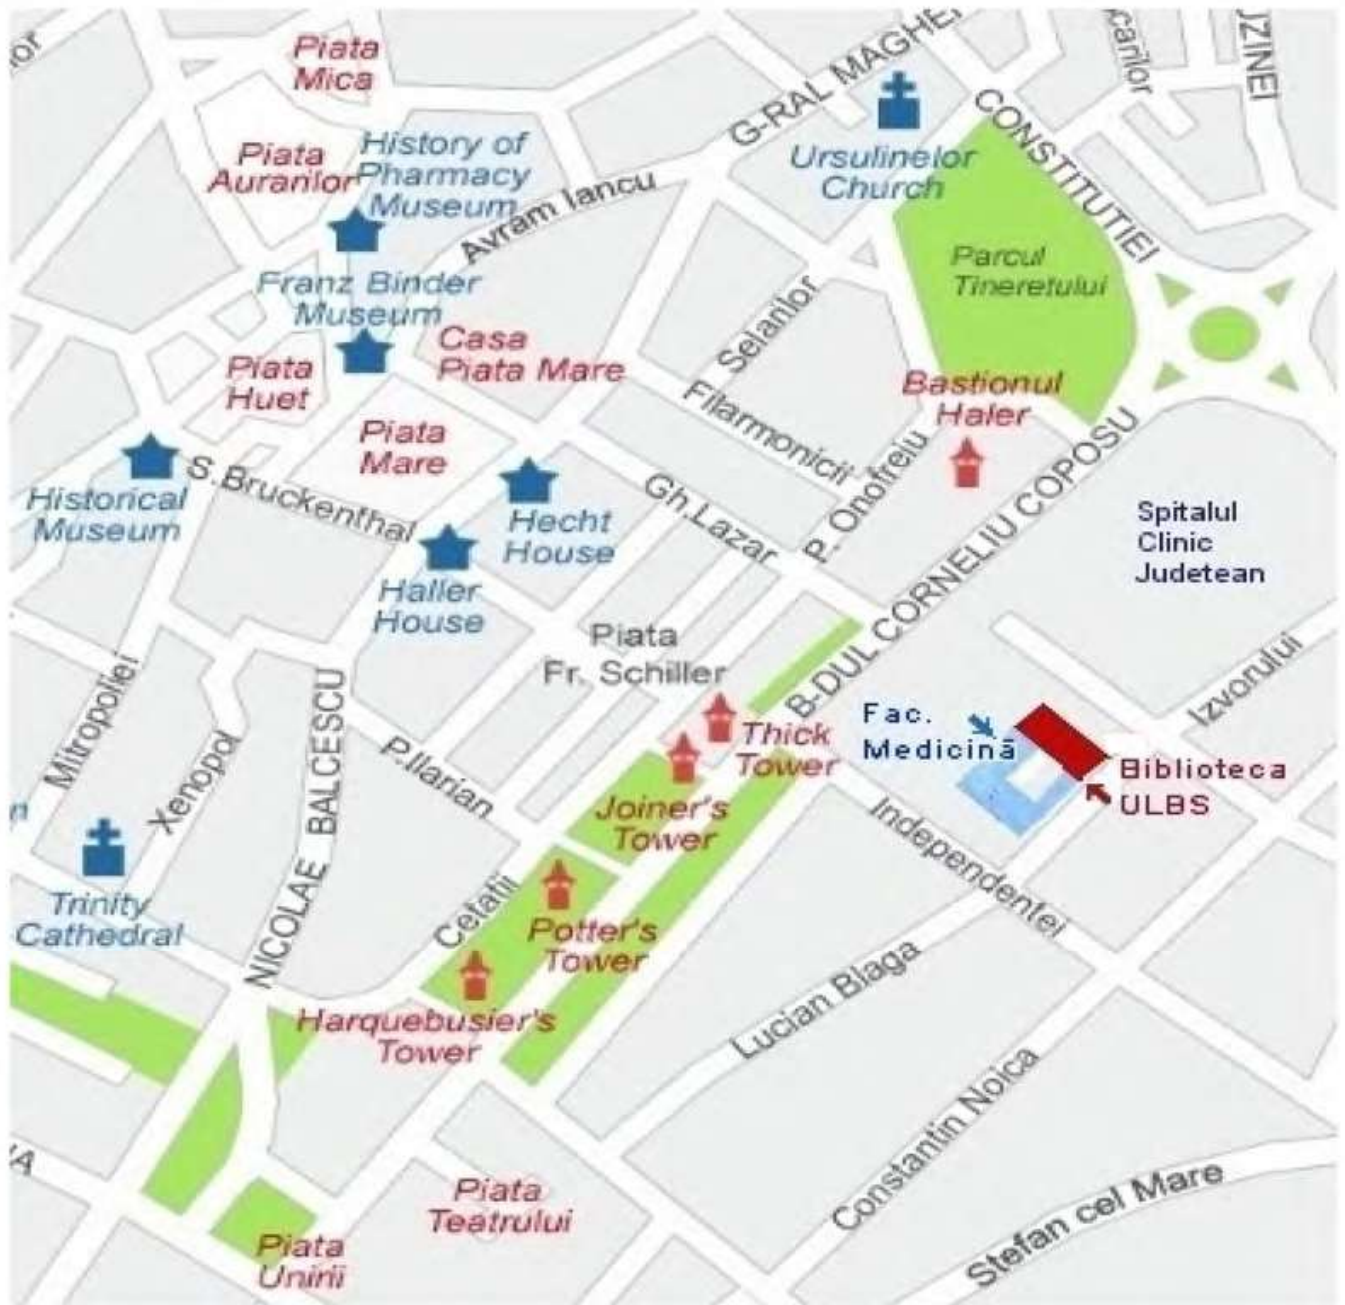 Piata
Mica
G-RAL MAGHE
UZINEI
History of
Pharmacy
Museum
Piata
Aurarilor
Ursulinelor
Church
CONSTITUTIEI
Avram Iancu
Parcul
Tineretului
Franz Binder
Museum
Casa
Piata Mare
Selarilor
Piata
Huet
Bastionul
Haler
Filarmonicii
Piata
Mare
P. Onofreiu
Historical
Museum
S.Bruckenthal
Gh.Lazar
Hecht
House
Spitalul
Clinic
Judetean
Haller
House
B-DUL CORNELIU COPOSU
Piata
Fr. Schiller
Izvorului
Mitropoliei
Xenopol
NICOLAE BALCESCU
P.Ilarian
Thick
Tower
Fac.
Medicină
Biblioteca
ULBS
Joiner's
Tower
Independentei
Trinity
Cathedral
Cetatii
Potter's
Tower
Lucian Blaga
Harquebusier's
Tower
Constantin Noica
Piata
Teatrului
Stefan cel Mare
Piata
Unirii